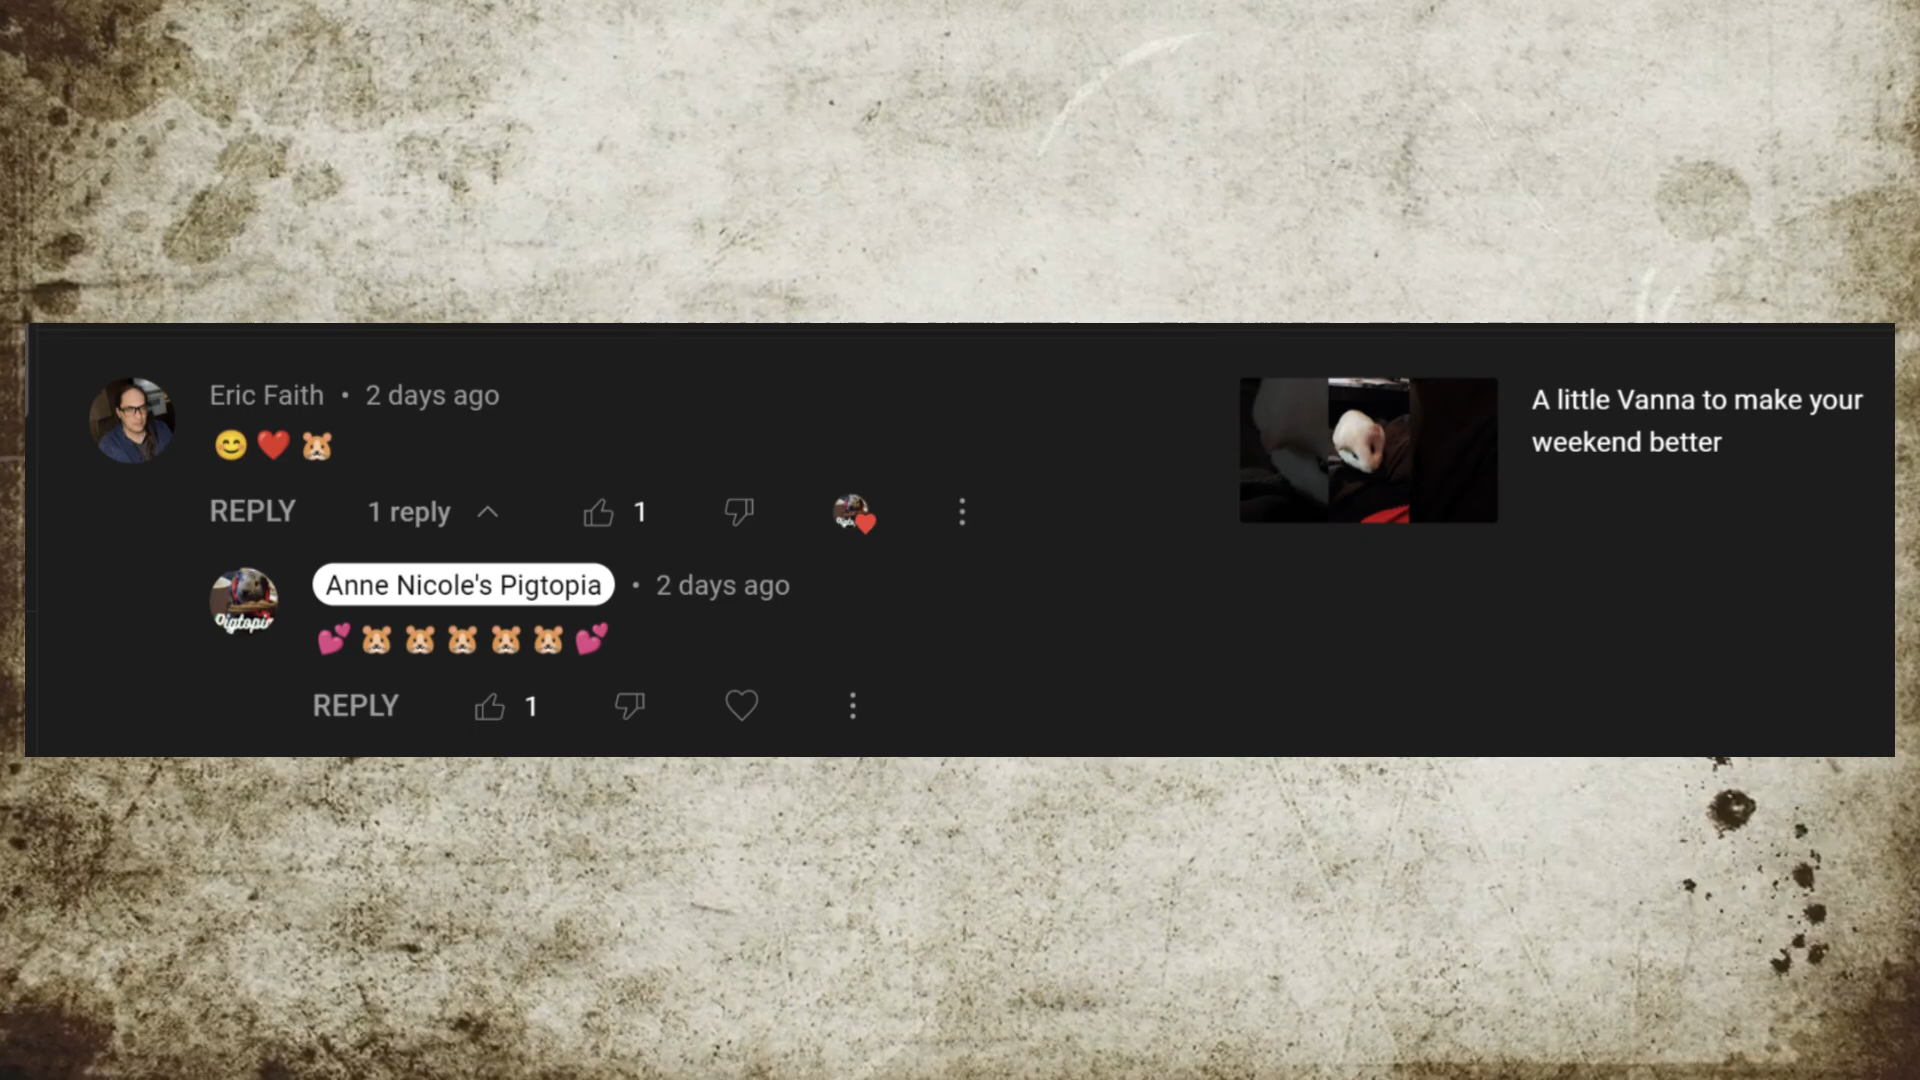 Eric Faith • 2 days ago
😊 ❤️ 🐹
REPLY 1 reply 1
Anne Nicole's Pigtopia • 2 days ago
💕 🐹 🐹 🐹 🐹 🐹 💕
REPLY 1
Pigtopia
A little Vanna to make your
weekend better